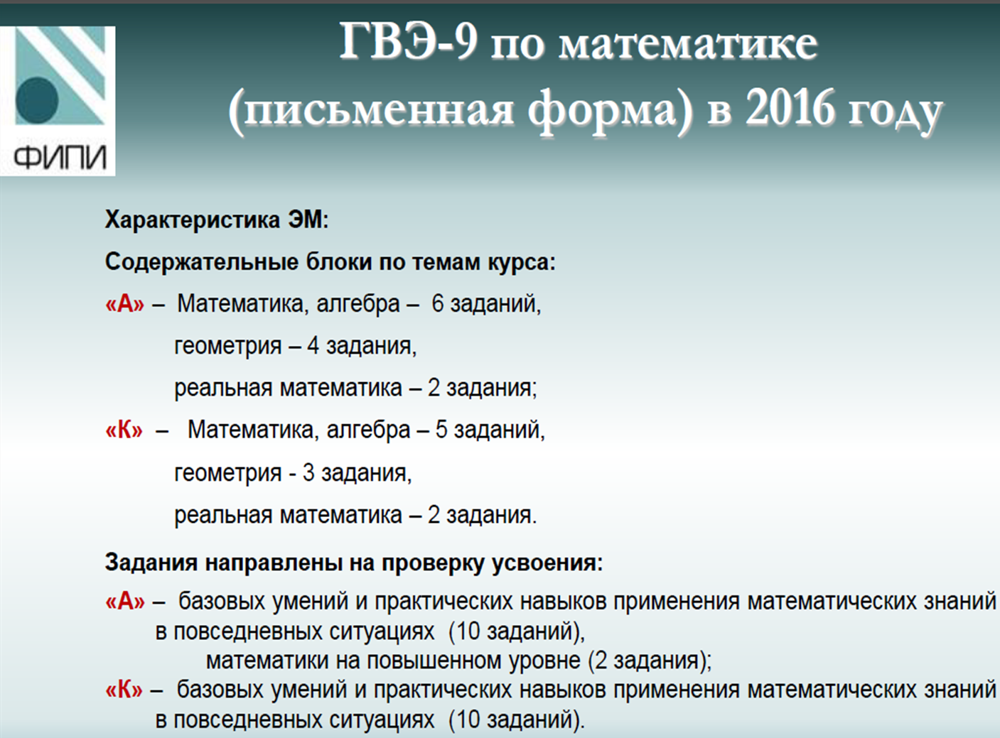 ГВЭ-9 по математике
(письменная форма) в 2016 году
ФИПИ
Характеристика ЭМ:
Содержательные блоки по темам курса:
«А» – Математика, алгебра – 6 заданий,
геометрия – 4 задания,
реальная математика – 2 задания;
«К» – Математика, алгебра – 5 заданий,
геометрия - 3 задания,
реальная математика – 2 задания.
Задания направлены на проверку усвоения:
«А» – базовых умений и практических навыков применения математических знаний
в повседневных ситуациях (10 заданий),
математики на повышенном уровне (2 задания);
«К» – базовых умений и практических навыков применения математических знаний
в повседневных ситуациях (10 заданий).